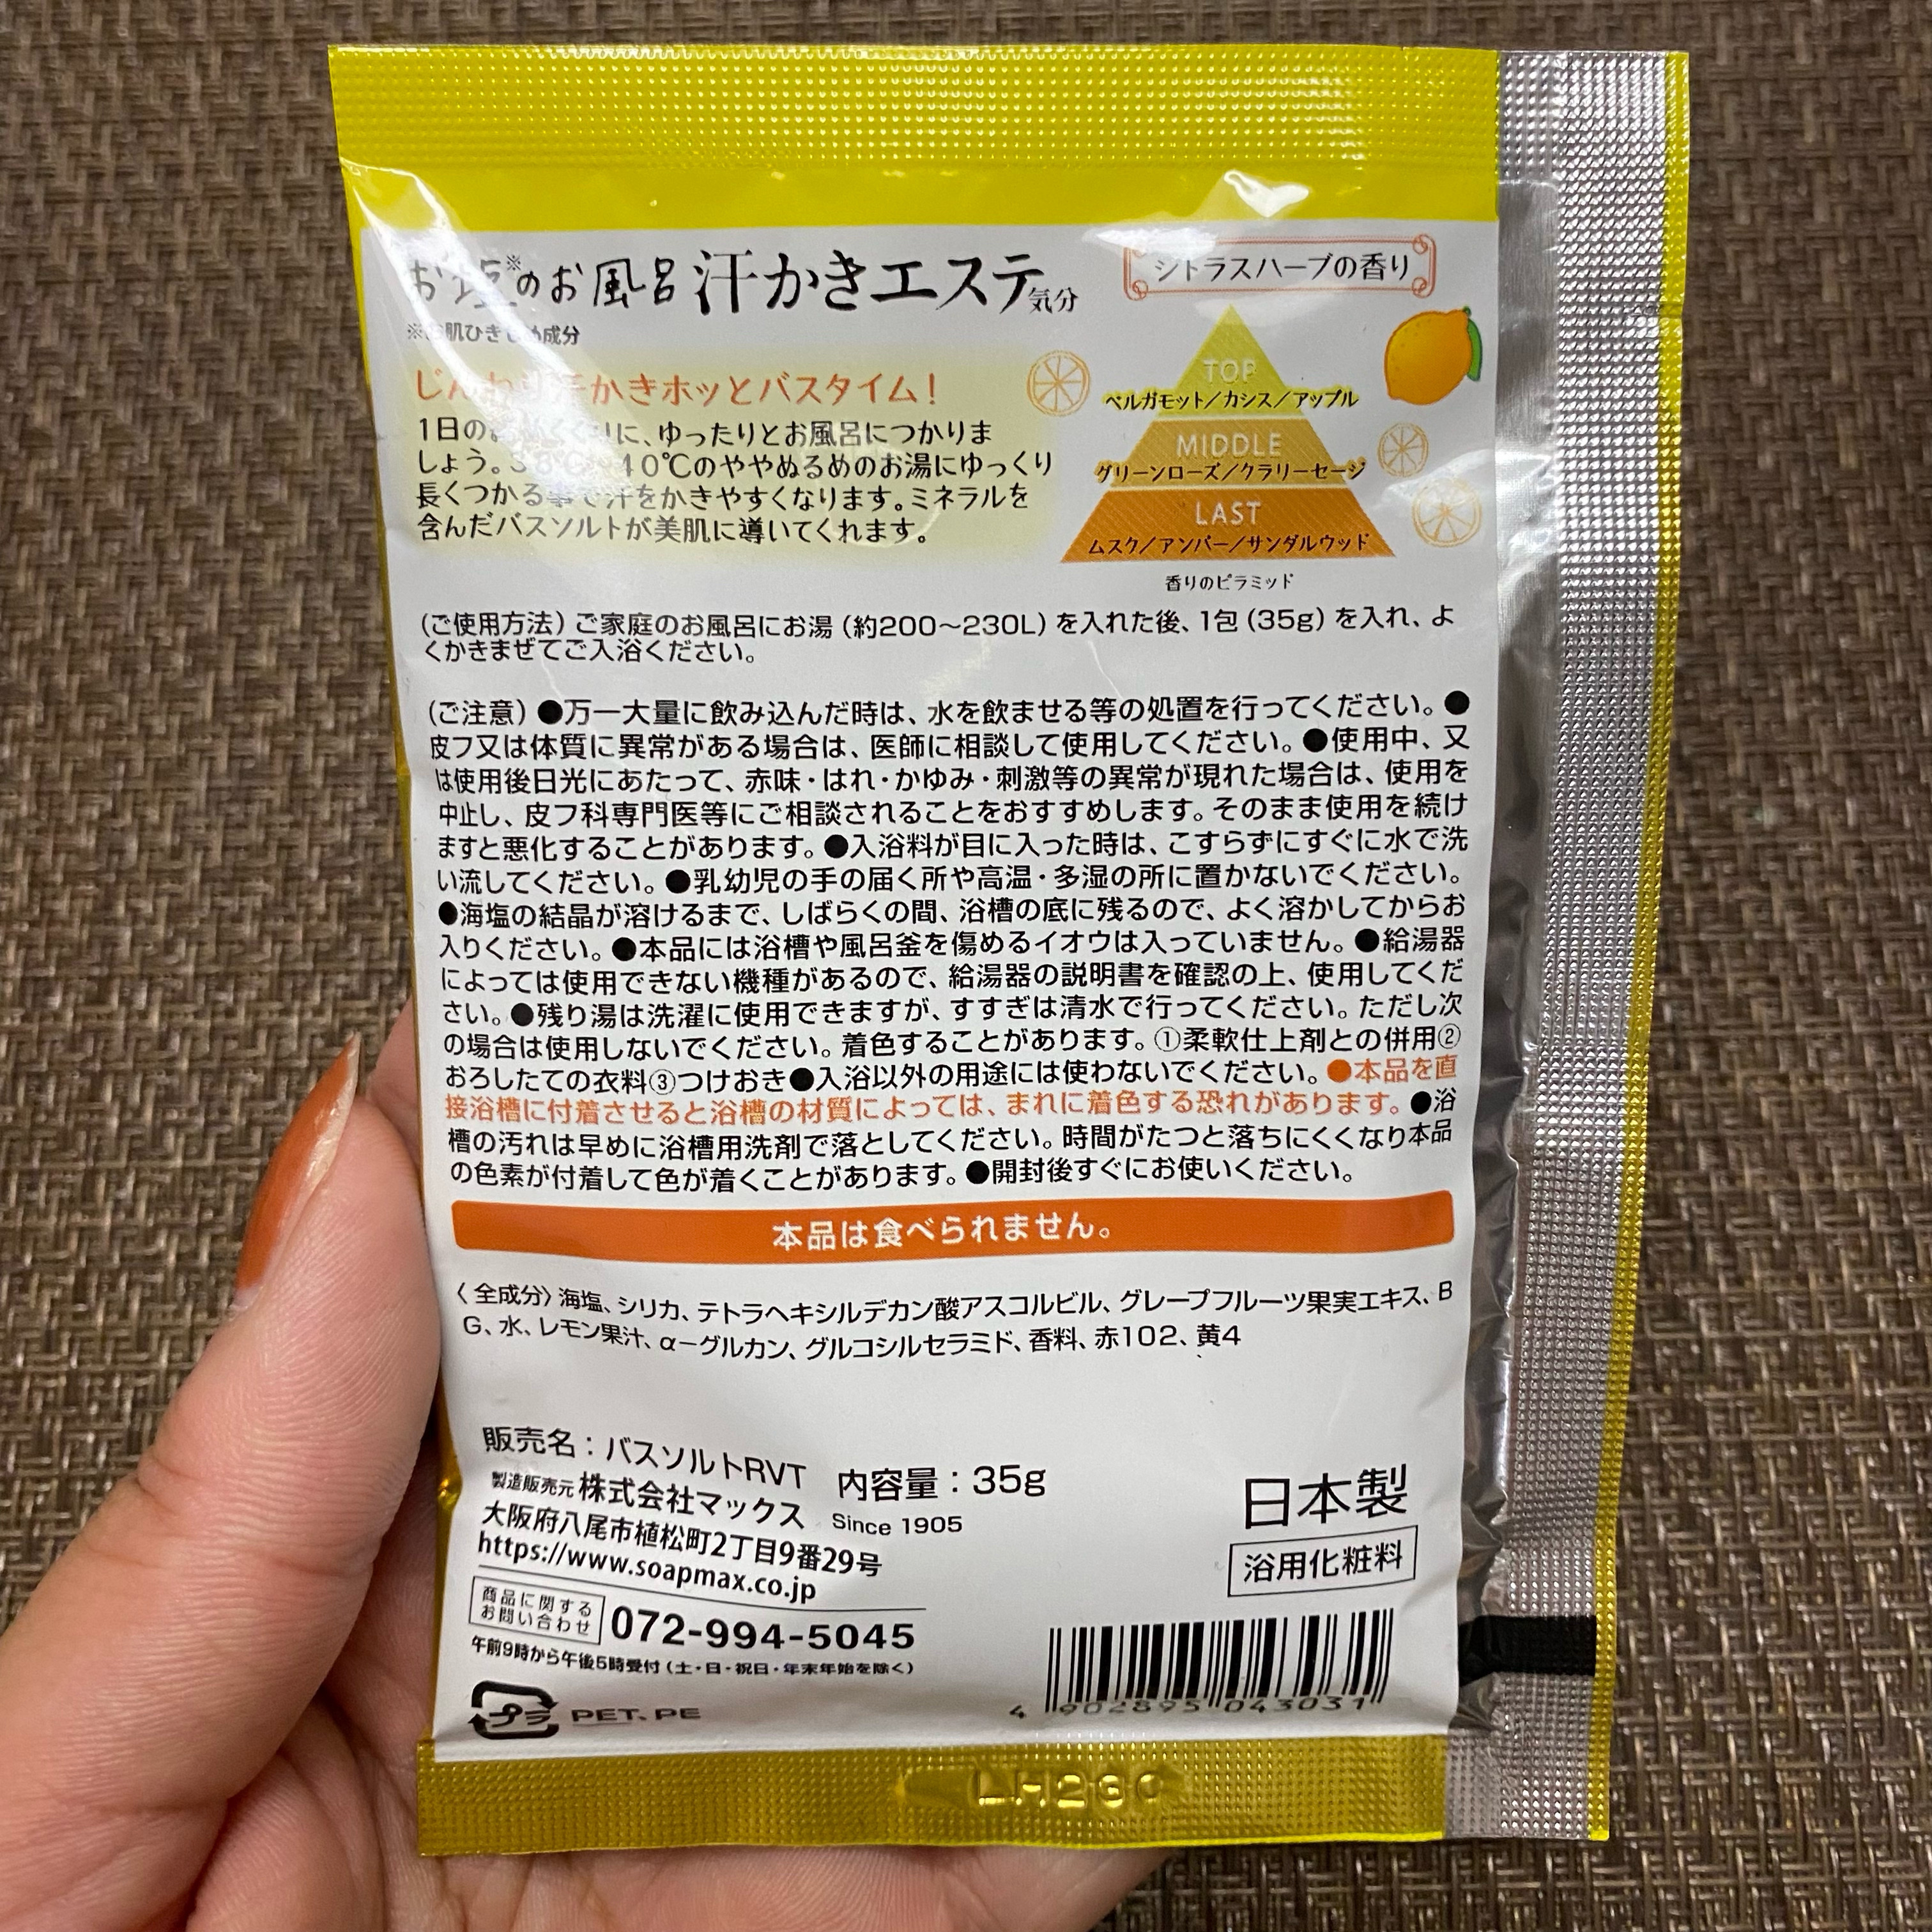 お塩※のお風呂 汗かきエステ気分
※お肌ひきしめ成分
シトラスハーブの香り
じんわり汗かきホッとバスタイム！
1日の に、ゆったりとお風呂につかりま
しょう。38℃〜40℃のややぬるめのお湯にゆっくり
長くつかる事で汗をかきやすくなります。ミネラルを
含んだバスソルトが美肌に導いてくれます。
TOP
ベルガモット／カシス／アップル
MIDDLE
グリーンローズ／クラリーセージ
LAST
ムスク／アンバー／サンダルウッド
香りのピラミッド
(ご使用方法) ご家庭のお風呂にお湯 (約200〜230L) を入れた後、1包 (35g) を入れ、よ
くかきまぜてご入浴ください。
(ご注意) ●万一大量に飲み込んだ時は、水を飲ませる等の処置を行ってください。●
皮フ又は体質に異常がある場合は、医師に相談して使用してください。●使用中、又
は使用後日光にあたって、赤味・はれ・かゆみ・刺激等の異常が現れた場合は、使用を
中止し、皮フ科専門医等にご相談されることをおすすめします。そのまま使用を続け
ますと悪化することがあります。●入浴料が目に入った時は、こすらずにすぐに水で洗
い流してください。●乳幼児の手の届く所や高温・多湿の所に置かないでください。
●海塩の結晶が溶けるまで、しばらくの間、浴槽の底に残るので、よく溶かしてからお
入りください。●本品には浴槽や風呂釜を傷めるイオウは入っていません。●給湯器
によっては使用できない機種があるので、給湯器の説明書を確認の上、使用してくだ
さい。●残り湯は洗濯に使用できますが、すすぎは清水で行ってください。ただし次
の場合は使用しないでください。着色することがあります。①柔軟仕上剤との併用②
おろしたての衣料③つけおき●入浴以外の用途には使わないでください。●本品を直
接浴槽に付着させると浴槽の材質によっては、まれに着色する恐れがあります。●浴
槽の汚れは早めに浴槽用洗剤で落としてください。時間がたつと落ちにくくなり本品
の色素が付着して色が着くことがあります。●開封後すぐにお使いください。
本品は食べられません。
〈全成分〉海塩、シリカ、テトラヘキシルデカン酸アスコルビル、グレープフルーツ果実エキス、B
G、水、レモン果汁、α－グルカン、グルコシルセラミド、香料、赤102、黄4
販売名：バスソルトRVT 内容量：35g
製造販売元 株式会社マックス Since 1905
大阪府八尾市植松町2丁目9番29号
https://www.soapmax.co.jp
商品に関する
お問い合わせ
072-994-5045
午前9時から午後5時受付 (土・日・祝日・年末年始を除く)
プラ PET、PE
日本製
浴用化粧料
4 902895 043031
LH230